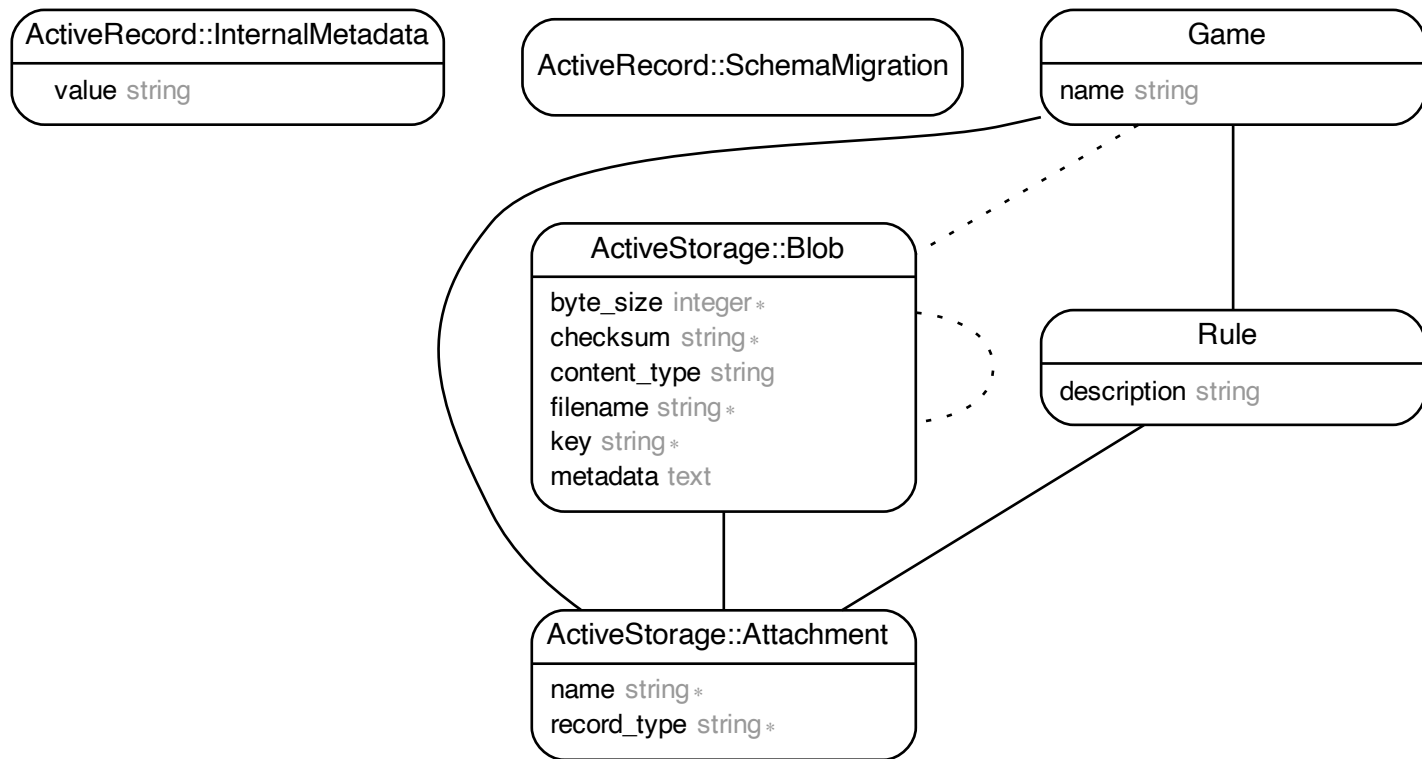 ActiveRecord::InternalMetadata
value string
ActiveRecord::SchemaMigration
Game
name string
ActiveStorage::Blob
byte_size integer *
checksum string *
content_type string
filename string *
key string *
metadata text
Rule
description string
ActiveStorage::Attachment
name string *
record_type string *